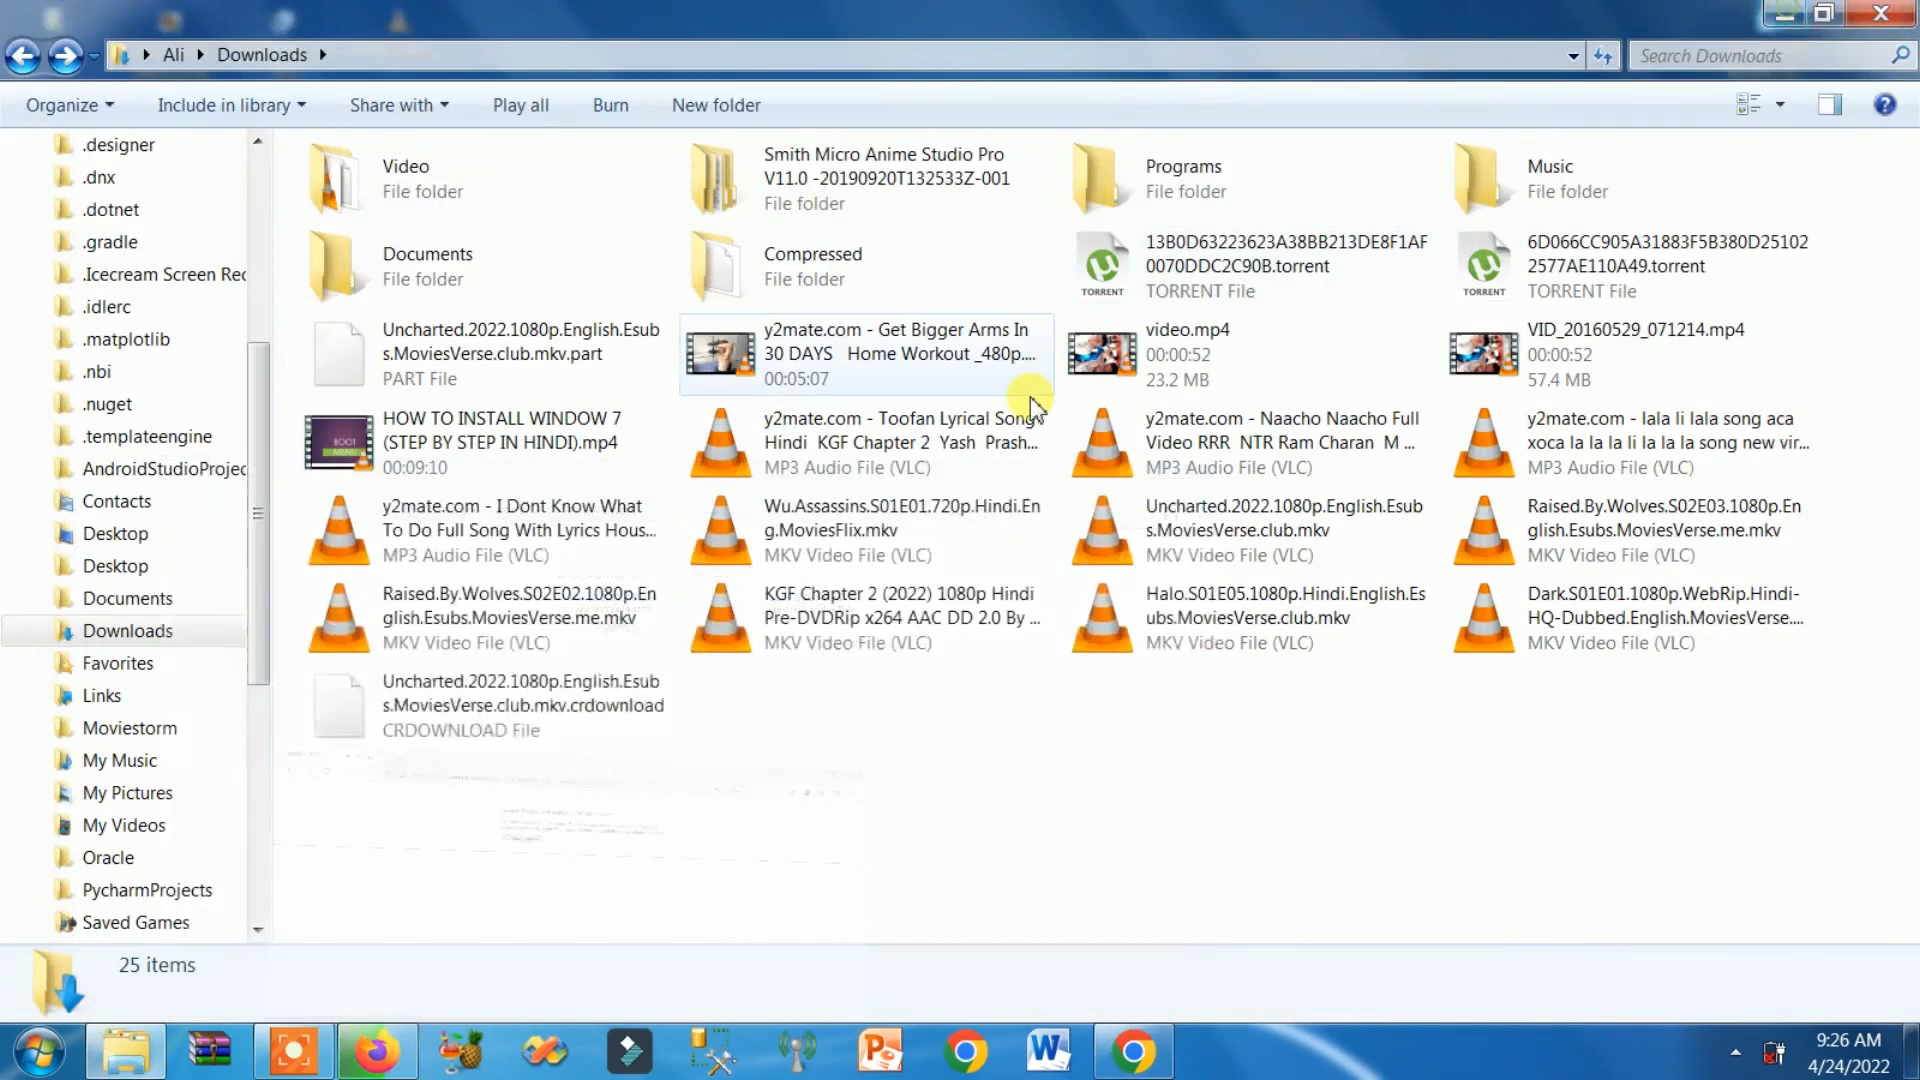 Ali
Downloads
Search Downloads
Organize
Include in library
Share with
Play all
Burn
New folder
.designer
.dnx
.dotnet
.gradle
.Icecream Screen Rec
.idlerc
.matplotlib
.nbi
.nuget
.templateengine
AndroidStudioProjec
Contacts
Desktop
Desktop
Documents
Downloads
Favorites
Links
Moviestorm
My Music
My Pictures
My Videos
Oracle
PycharmProjects
Saved Games
Video
File folder
Smith Micro Anime Studio Pro
V11.0 -20190920T132533Z-001
File folder
Programs
File folder
Music
File folder
Documents
File folder
Compressed
File folder
TORRENT
13B0D63223623A38BB213DE8F1AF
0070DDC2C90B.torrent
TORRENT File
TORRENT
6D066CC905A31883F5B380D25102
2577AE110A49.torrent
TORRENT File
Uncharted.2022.1080p.English.Esub
s.MoviesVerse.club.mkv.part
PART File
y2mate.com - Get Bigger Arms In
30 DAYS Home Workout _480p....
00:05:07
video.mp4
00:00:52
23.2 MB
VID_20160529_071214.mp4
00:00:52
57.4 MB
BOOT
MENU
HOW TO INSTALL WINDOW 7
(STEP BY STEP IN HINDI).mp4
00:09:10
y2mate.com - Toofan Lyrical Song
Hindi KGF Chapter 2 Yash Prash...
MP3 Audio File (VLC)
y2mate.com - Naacho Naacho Full
Video RRR NTR Ram Charan M ...
MP3 Audio File (VLC)
y2mate.com - lala li lala song aca
xoca la la la li la la la song new vir...
MP3 Audio File (VLC)
y2mate.com - I Dont Know What
To Do Full Song With Lyrics Hous...
MP3 Audio File (VLC)
Wu.Assassins.S01E01.720p.Hindi.En
g.MoviesFlix.mkv
MKV Video File (VLC)
Uncharted.2022.1080p.English.Esub
s.MoviesVerse.club.mkv
MKV Video File (VLC)
Raised.By.Wolves.S02E03.1080p.En
glish.Esubs.MoviesVerse.me.mkv
MKV Video File (VLC)
Raised.By.Wolves.S02E02.1080p.En
glish.Esubs.MoviesVerse.me.mkv
MKV Video File (VLC)
KGF Chapter 2 (2022) 1080p Hindi
Pre-DVDRip x264 AAC DD 2.0 By ...
MKV Video File (VLC)
Halo.S01E05.1080p.Hindi.English.Es
ubs.MoviesVerse.club.mkv
MKV Video File (VLC)
Dark.S01E01.1080p.WebRip.Hindi-
HQ-Dubbed.English.MoviesVerse....
MKV Video File (VLC)
Uncharted.2022.1080p.English.Esub
s.MoviesVerse.club.mkv.crdownload
CRDOWNLOAD File
25 items
9:26 AM
4/24/2022